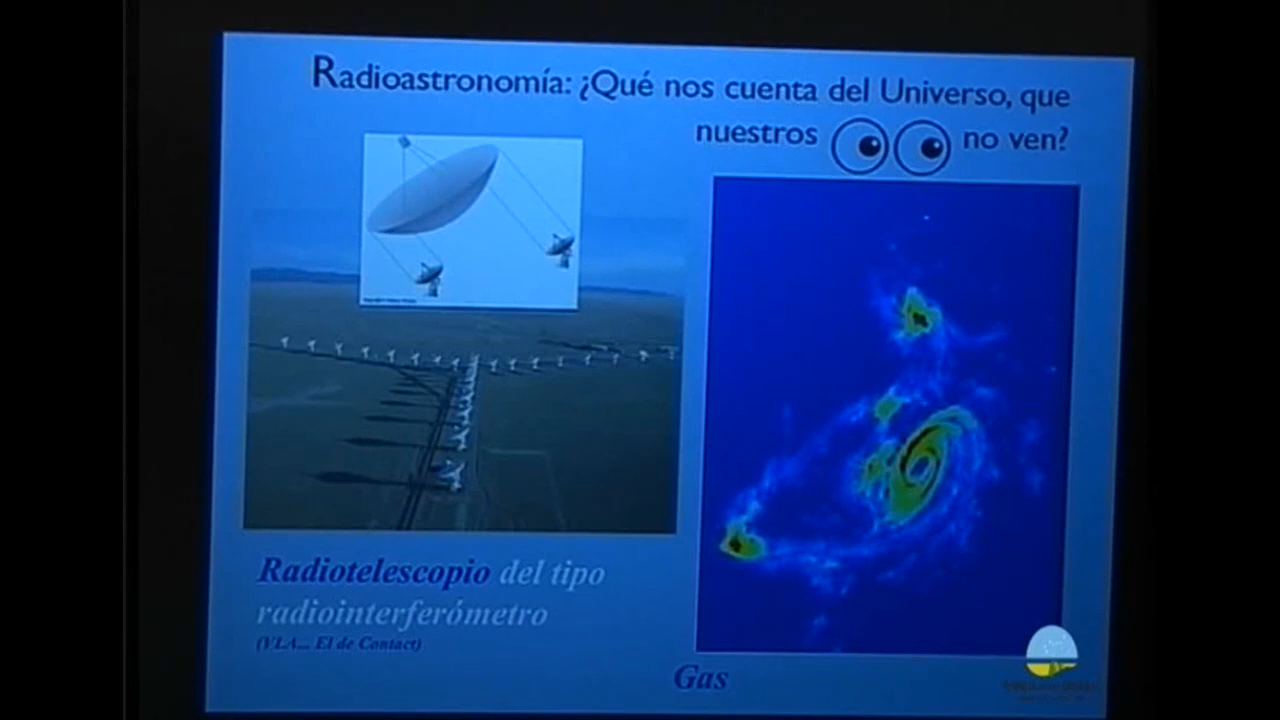 Radioastronomía: ¿Qué nos cuenta del Universo, que
nuestros no ven?
Radiotelescopio del tipo
radiointerferómetro
(VLA... El de Contact)
Gas